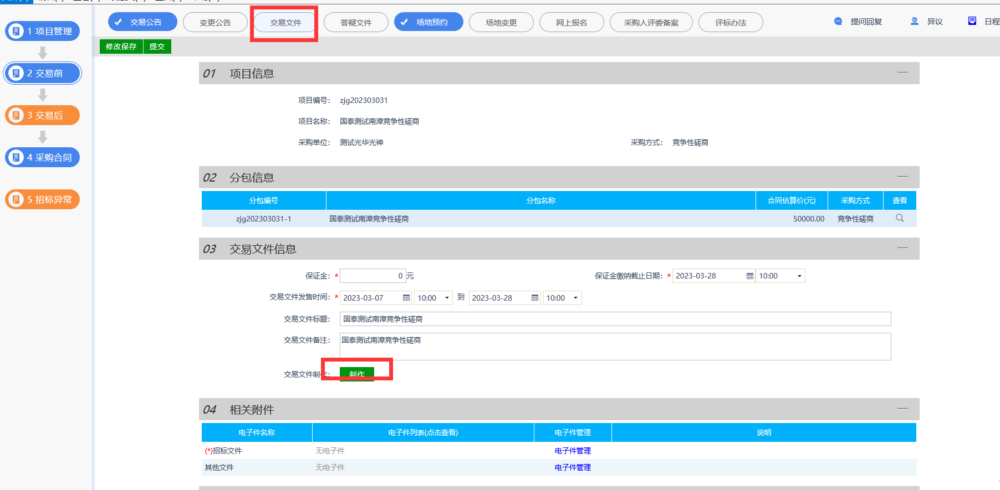 交易公告 变更公告 交易文件 答疑文件 场地预约 场地变更 网上报名 采购人评委备案 评标办法 提问回复 异议 日程
1 项目管理
2 交易前
3 交易后
4 采购合同
5 招标异常
修改保存 提交
01 项目信息
项目编号: zjg202303031
项目名称: 国泰测试南漳竞争性磋商
采购单位: 测试光华光神 采购方式: 竞争性磋商
02 分包信息
分包编号 分包名称 合同估算价(元) 采购方式 查看
zjg202303031-1 国泰测试南漳竞争性磋商 50000.00 竞争性磋商
03 交易文件信息
保证金: * 0 元 保证金缴纳截止日期: * 2023-03-28 10:00
交易文件发售时间: * 2023-03-07 10:00 到 2023-03-28 10:00
交易文件标题: 国泰测试南漳竞争性磋商
交易文件备注: 国泰测试南漳竞争性磋商
交易文件制作: 制作
04 相关附件
电子件名称 电子件列表(点击查看) 电子件管理 说明
(*)招标文件 无电子件 电子件管理
其他文件 无电子件 电子件管理